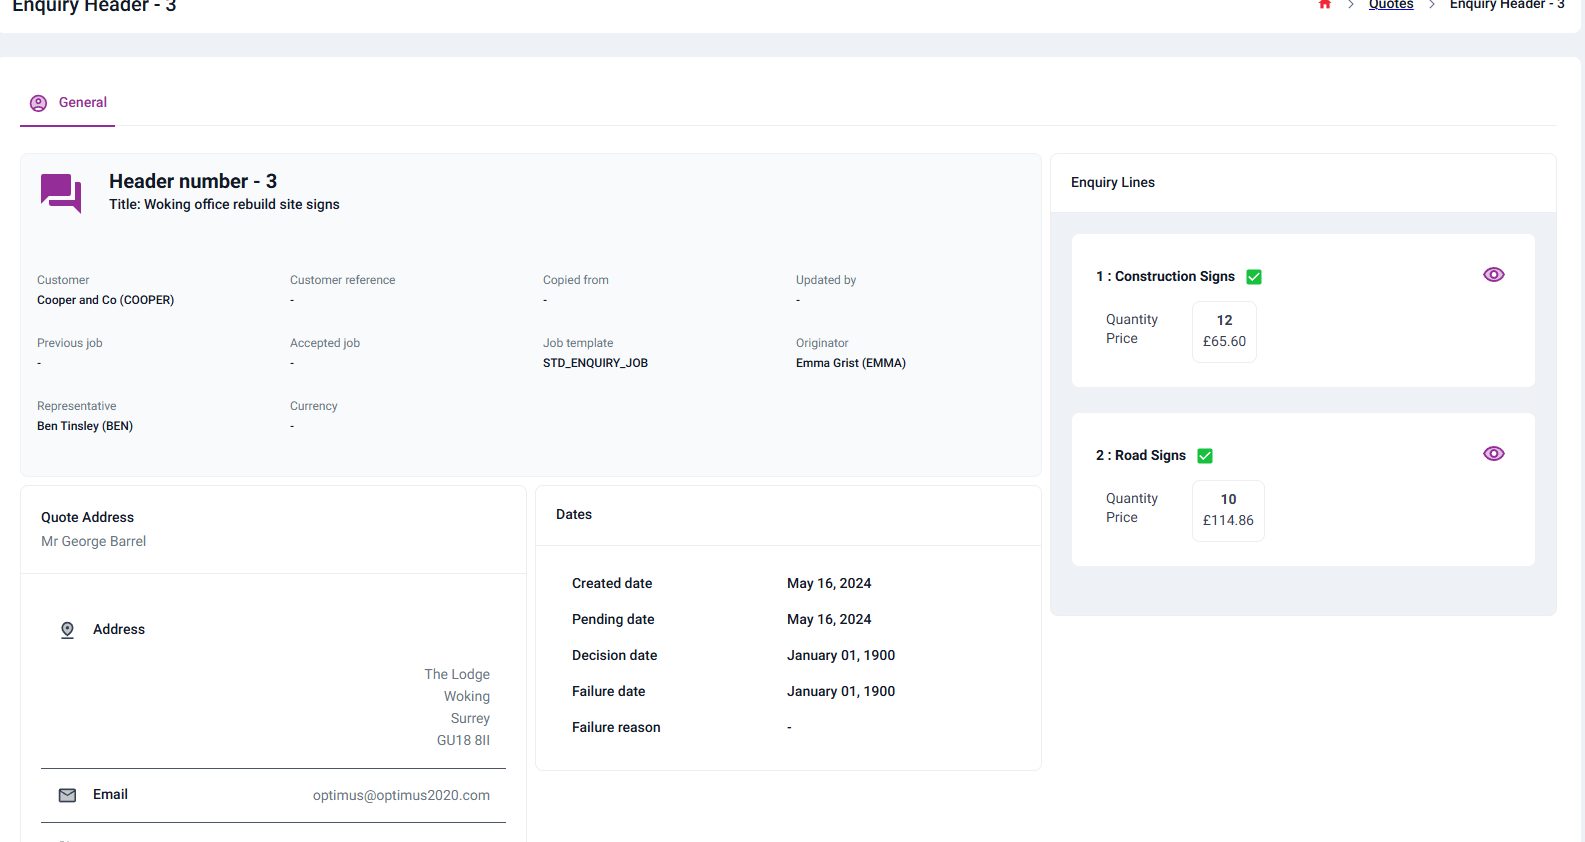 Enquiry Header - 3
Quotes
Enquiry Header - 3
General
Header number - 3
Title: Woking office rebuild site signs
Customer
Cooper and Co (COOPER)
Customer reference
-
Copied from
-
Updated by
-
Previous job
-
Accepted job
-
Job template
STD_ENQUIRY_JOB
Originator
Emma Grist (EMMA)
Representative
Ben Tinsley (BEN)
Currency
-
Enquiry Lines
1 : Construction Signs
Quantity
Price
12
£65.60
2 : Road Signs
Quantity
Price
10
£114.86
Quote Address
Mr George Barrel
Address
The Lodge
Woking
Surrey
GU18 8II
Email optimus@optimus2020.com
Dates
Created date May 16, 2024
Pending date May 16, 2024
Decision date January 01, 1900
Failure date January 01, 1900
Failure reason -